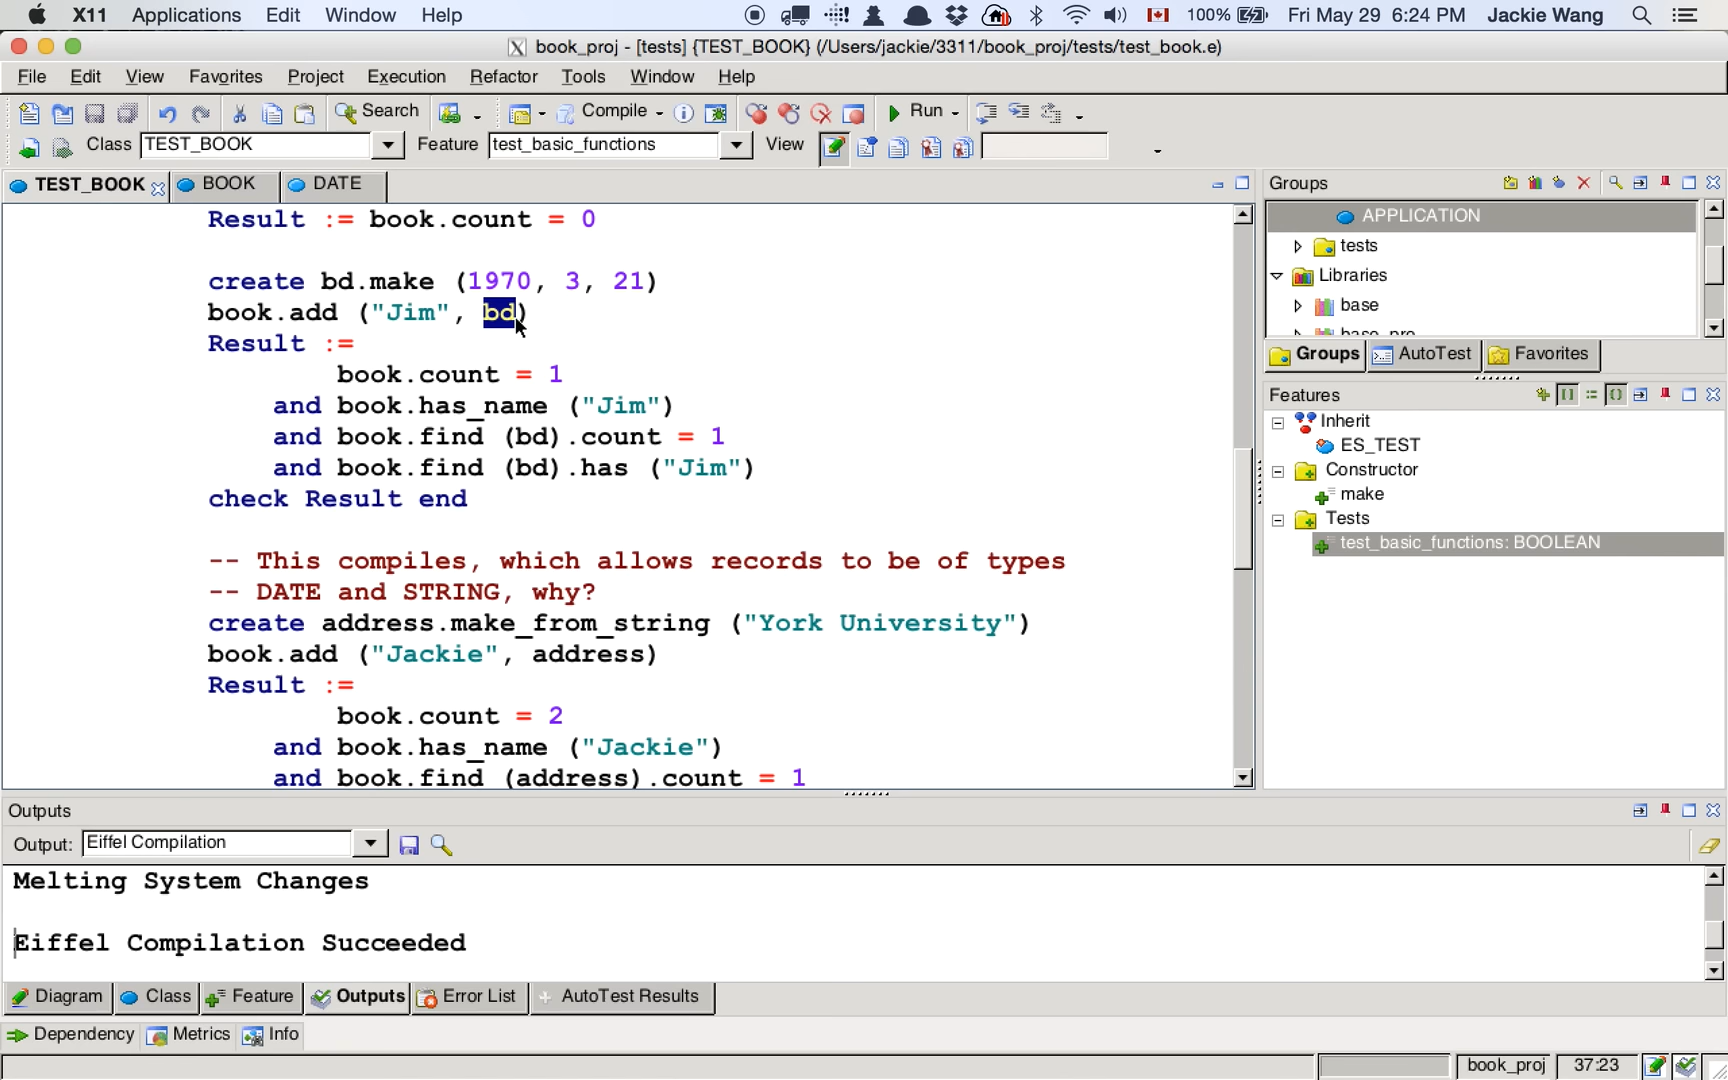 X11 Applications Edit Window Help 100% Fri May 29 6:24 PM Jackie Wang
book_proj - [tests] {TEST_BOOK} (/Users/jackie/3311/book_proj/tests/test_book.e)
File Edit View Favorites Project Execution Refactor Tools Window Help
Search Compile Run
Class TEST_BOOK Feature test_basic_functions View
TEST_BOOK BOOK DATE
Result := book.count = 0
create bd.make (1970, 3, 21)
book.add ("Jim", bd)
Result :=
book.count = 1
and book.has_name ("Jim")
and book.find (bd).count = 1
and book.find (bd).has ("Jim")
check Result end
-- This compiles, which allows records to be of types
-- DATE and STRING, why?
create address.make_from_string ("York University")
book.add ("Jackie", address)
Result :=
book.count = 2
and book.has_name ("Jackie")
and book.find (address).count = 1
Groups
APPLICATION
tests
Libraries
base
base_pre
Groups AutoTest Favorites
Features
Inherit
ES_TEST
Constructor
make
Tests
test_basic_functions: BOOLEAN
Outputs
Output: Eiffel Compilation
Melting System Changes
Eiffel Compilation Succeeded
Diagram Class Feature Outputs Error List AutoTest Results
Dependency Metrics Info
book_proj 37:23